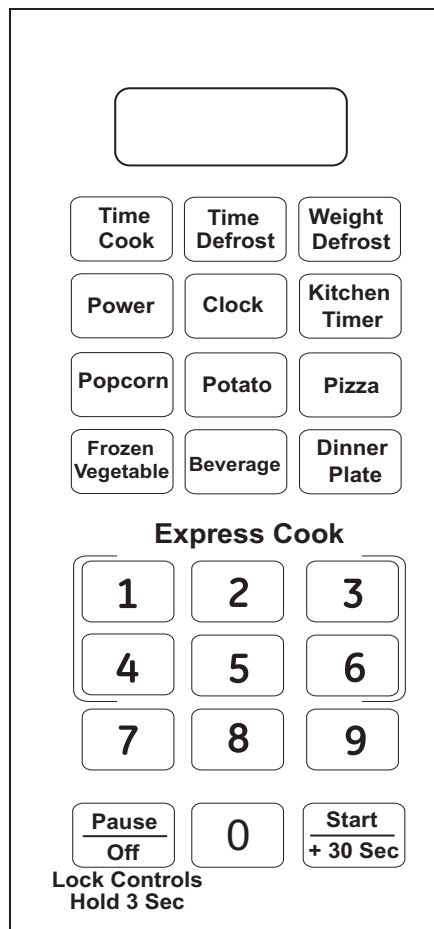 Time Cook
Time Defrost
Weight Defrost
Power
Clock
Kitchen Timer
Popcorn
Potato
Pizza
Frozen Vegetable
Beverage
Dinner Plate
Express Cook
1
2
3
4
5
6
7
8
9
Pause
Off
0
Start
+ 30 Sec
Lock Controls
Hold 3 Sec